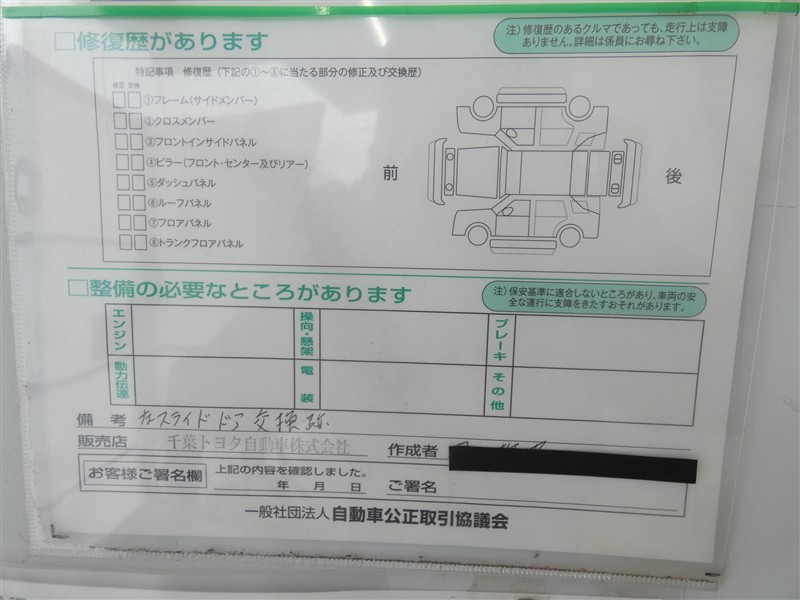 □修復歴があります
注）修復歴のあるクルマであっても、走行上は支障
ありません。詳細は係員にお尋ね下さい。
特記事項 修復歴（下記の①～⑧に当たる部分の修正及び交換歴）
修正 交換
①フレーム（サイドメンバー）
②クロスメンバー
③フロントインサイドパネル
④ピラー（フロント・センター及びリアー）
⑤ダッシュパネル
⑥ルーフパネル
⑦フロアパネル
⑧トランクフロアパネル
前
後
□整備の必要なところがあります
注）保安基準に適合しないところがあり、車両の安
全な運行に支障をきたすおそれがあります。
エンジン
操向・懸架
ブレーキ
動力伝達
電装
その他
備考 左スライドドア交換跡
販売店 千葉トヨタ自動車株式会社 作成者
お客様ご署名欄 上記の内容を確認しました。
年 月 日 ご署名
一般社団法人 自動車公正取引協議会